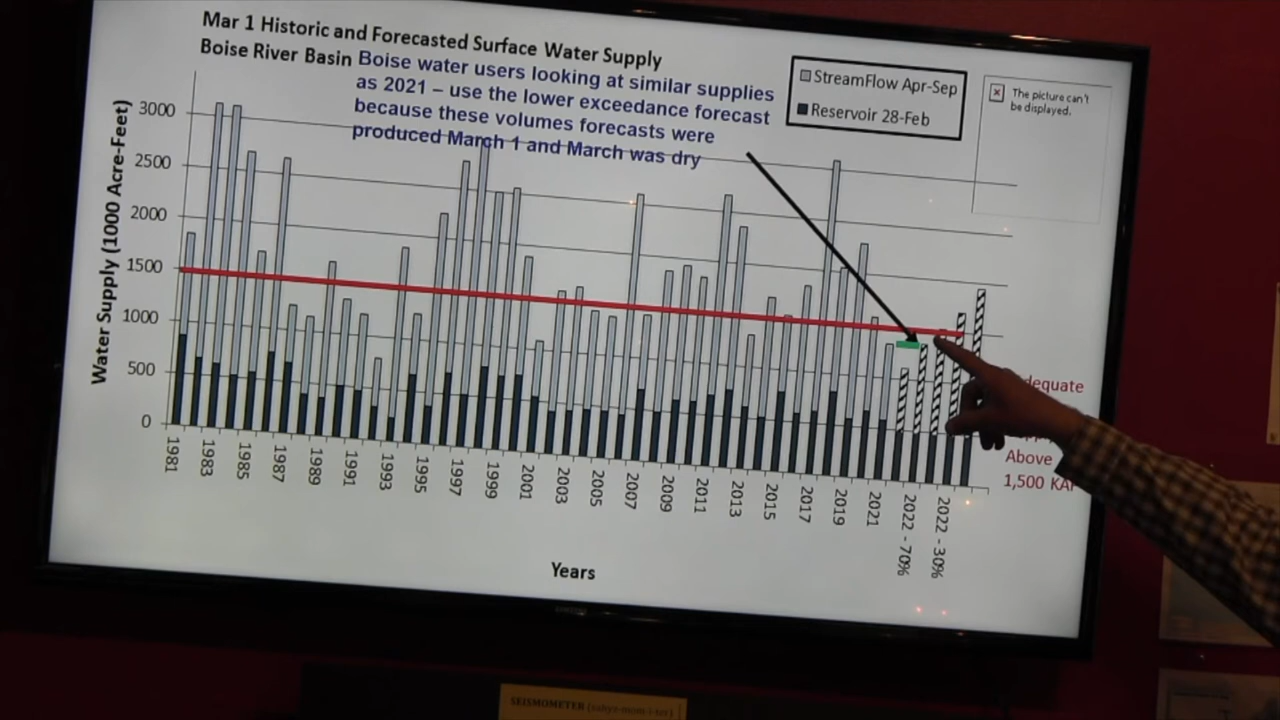 Mar 1 Historic and Forecasted Surface Water Supply
Boise River Basin
Boise water users looking at similar supplies
as 2021 – use the lower exceedance forecast
because these volumes forecasts were
produced March 1 and March was dry
StreamFlow Apr-Sep
Reservoir 28-Feb
The picture can't
be displayed.
Water Supply (1000 Acre-Feet)
3000
2500
2000
1500
1000
500
0
1981
1983
1985
1987
1989
1991
1993
1995
1997
1999
2001
2003
2005
2007
2009
2011
2013
2015
2017
2019
2021
2022 - 70%
2022 - 30%
Above
1,500
Years
SEISMOMETER